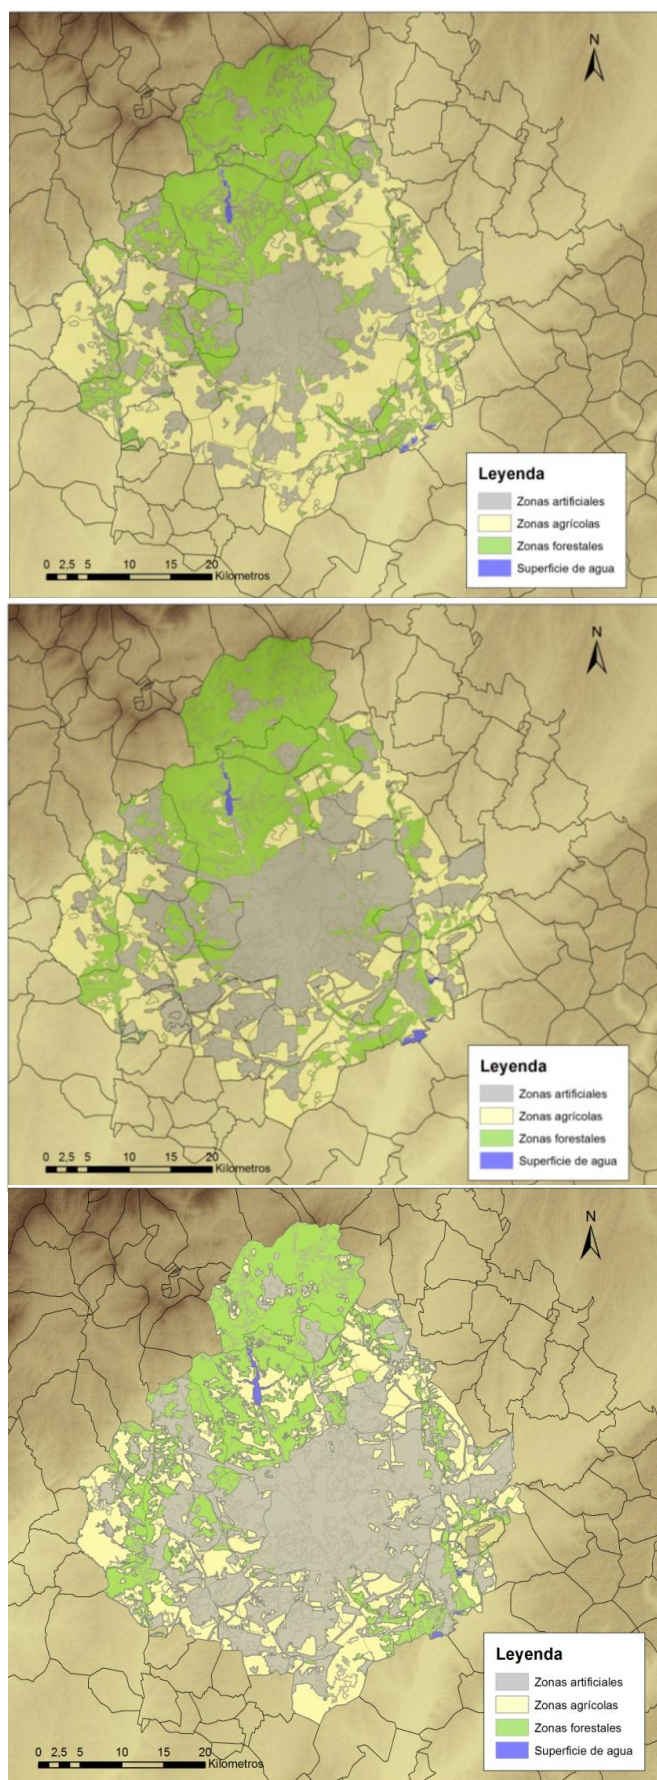 N
Leyenda
Zonas artificiales
Zonas agrícolas
Zonas forestales
Superficie de agua
0 2,5 5 10 15 20
Kilometros
N
Leyenda
Zonas artificiales
Zonas agrícolas
Zonas forestales
Superficie de agua
0 2,5 5 10 15 20
Kilometros
N
Leyenda
Zonas artificiales
Zonas agrícolas
Zonas forestales
Superficie de agua
0 2,5 5 10 15 20
Kilometros